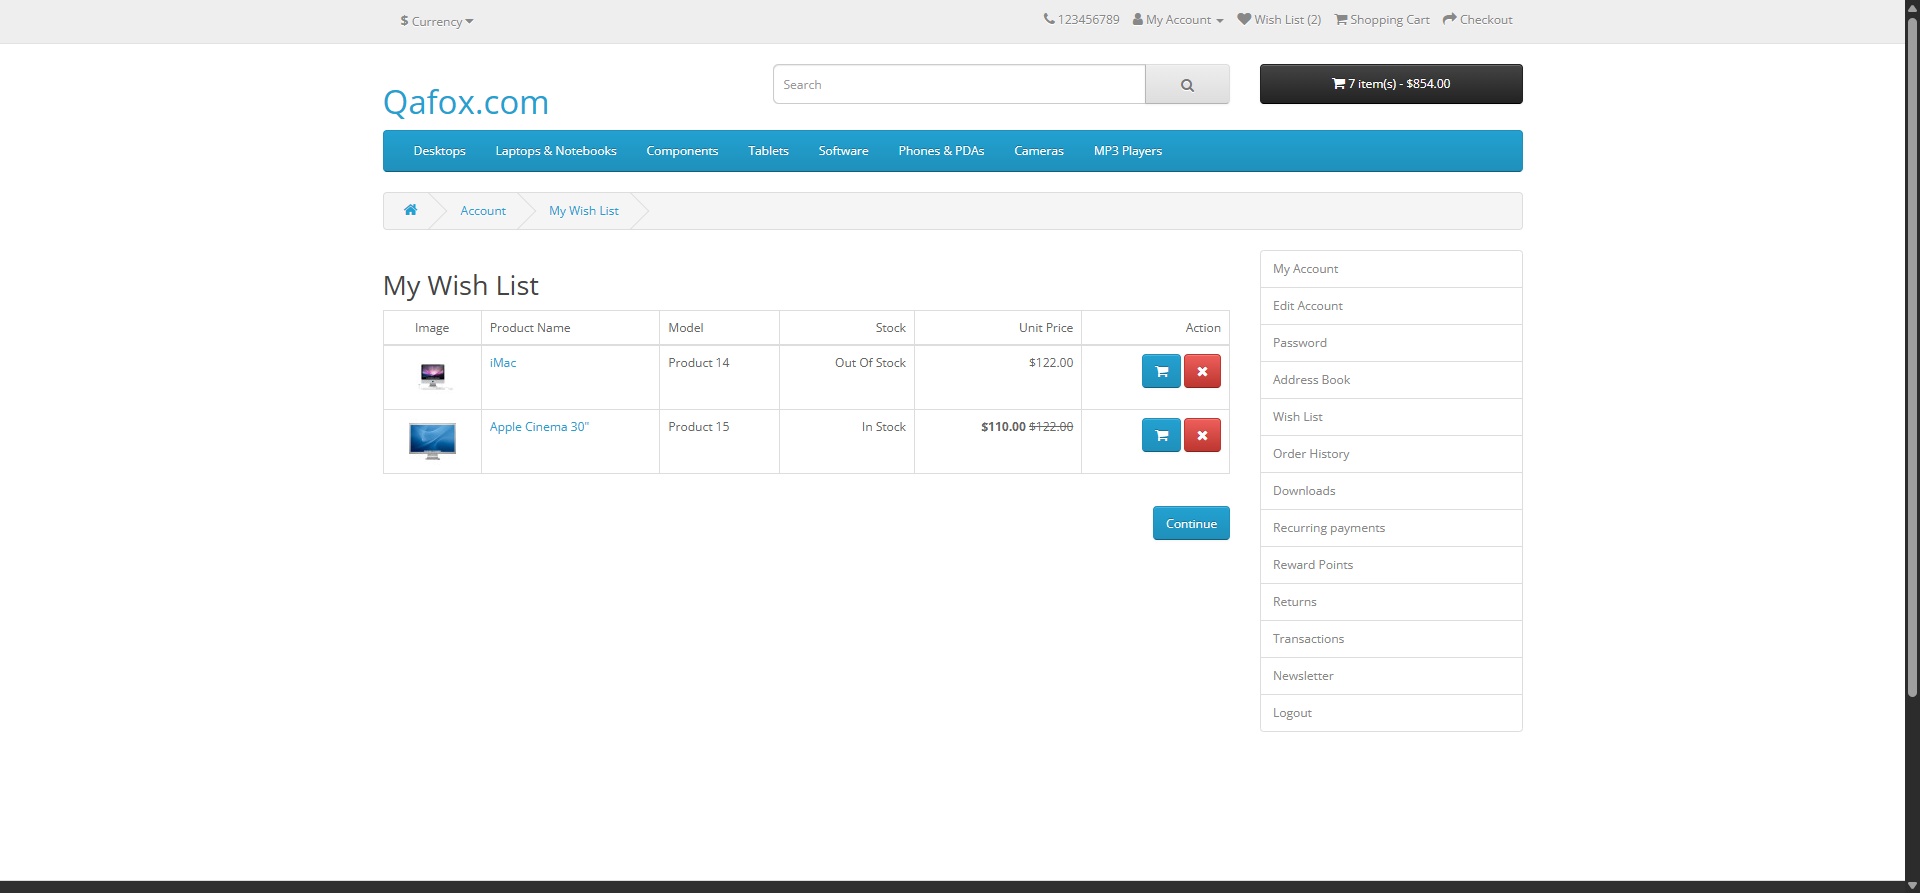 $ Currency
123456789 My Account Wish List (2) Shopping Cart Checkout
Qafox.com
Search
7 item(s) - $854.00
Desktops Laptops & Notebooks Components Tablets Software Phones & PDAs Cameras MP3 Players
Account My Wish List
My Wish List
Image Product Name Model Stock Unit Price Action
iMac Product 14 Out Of Stock $122.00
Apple Cinema 30" Product 15 In Stock $110.00 $122.00
Continue
My Account
Edit Account
Password
Address Book
Wish List
Order History
Downloads
Recurring payments
Reward Points
Returns
Transactions
Newsletter
Logout